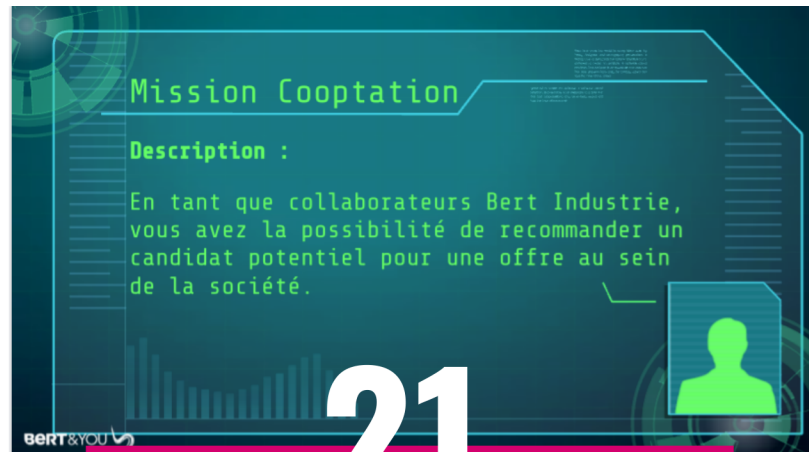 Mission Cooptation
Description :
En tant que collaborateurs Bert Industrie,
vous avez la possibilité de recommander un
candidat potentiel pour une offre au sein
de la société.
21
BERT&YOU